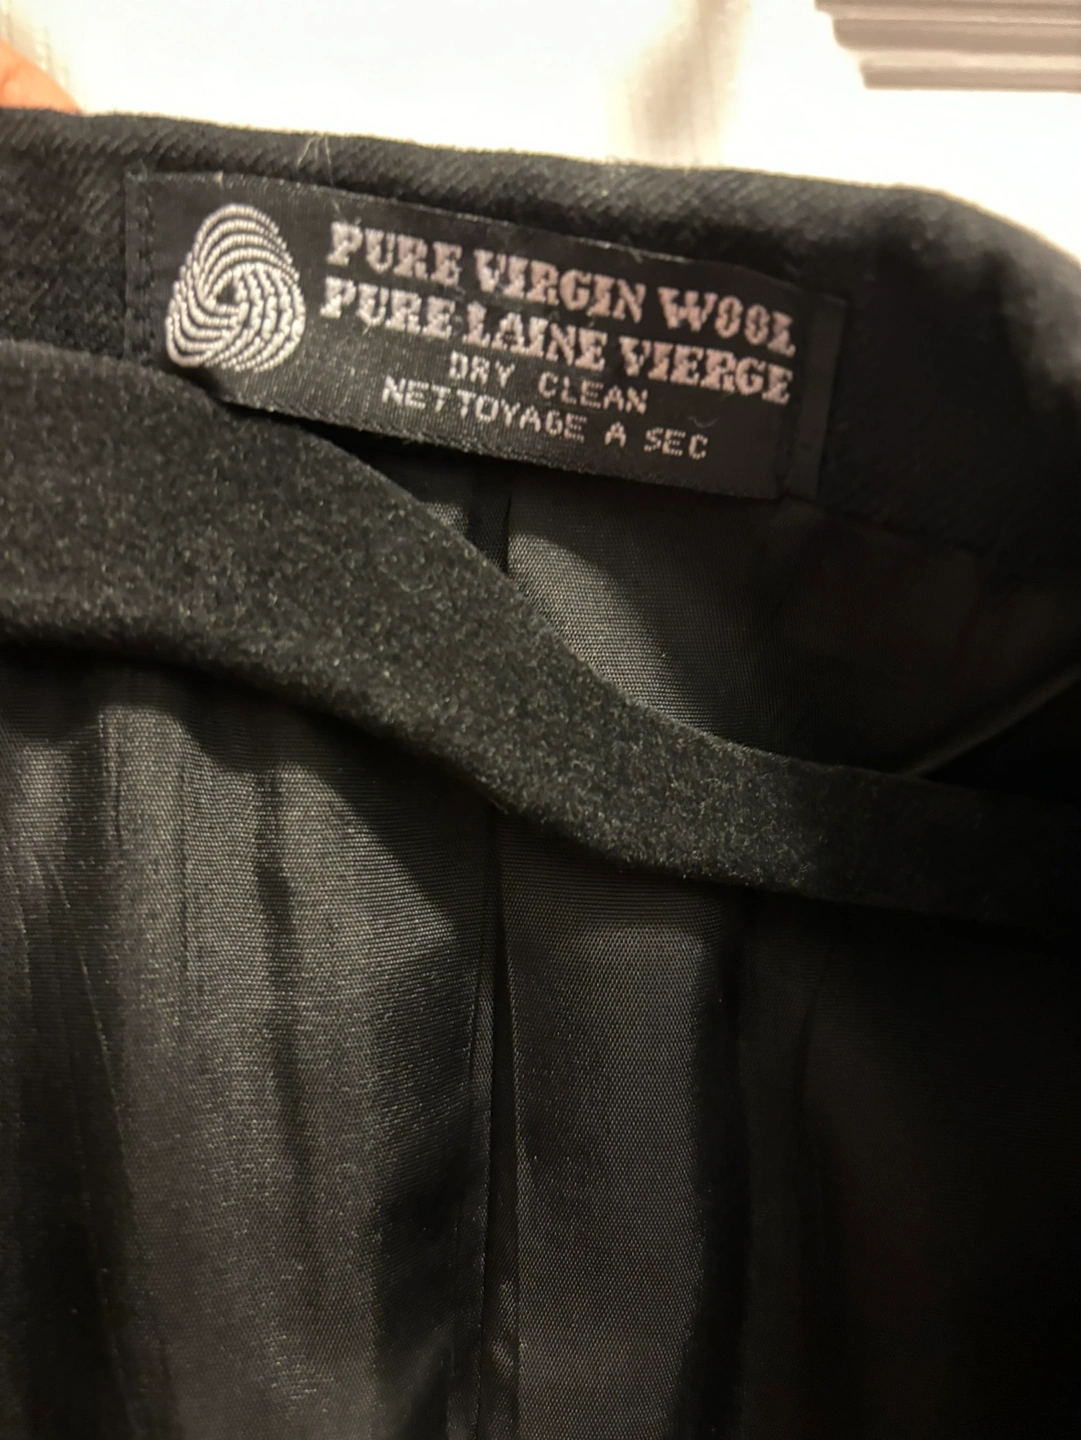 PURE VIRGIN WOOL
PURE LAINE VIERGE
DRY CLEAN
NETTOYAGE A SEC